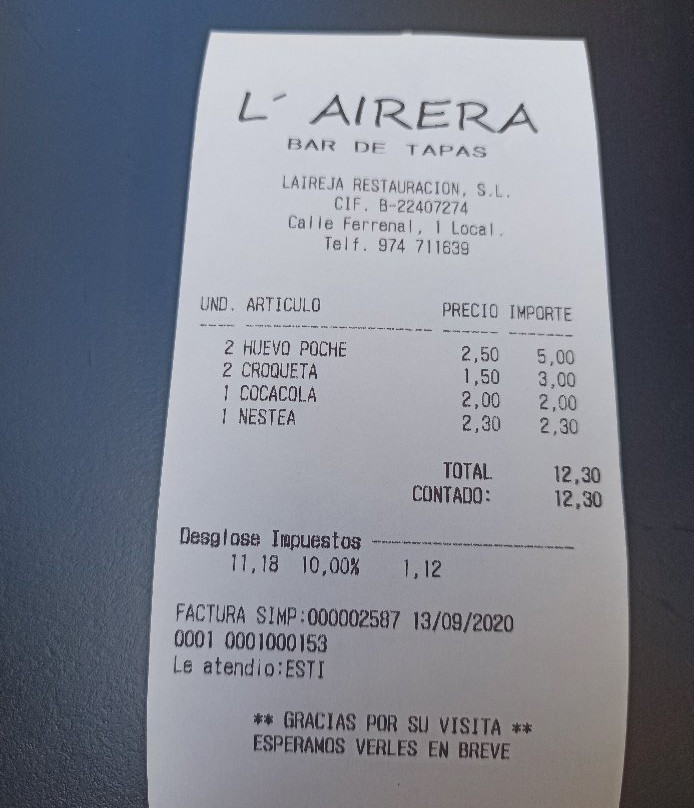 L´ AIRERA
BAR DE TAPAS
LAIREJA RESTAURACION, S.L.
CIF. B-22407274
Calle Ferrenal, 1 Local.
Telf. 974 711639
UND. ARTICULO PRECIO IMPORTE
2 HUEVO POCHE 2,50 5,00
2 CROQUETA 1,50 3,00
1 COCACOLA 2,00 2,00
1 NESTEA 2,30 2,30
TOTAL 12,30
CONTADO: 12,30
Desglose Impuestos
11,18 10,00% 1,12
FACTURA SIMP:000002587 13/09/2020
0001 0001000153
Le atendio:ESTI
** GRACIAS POR SU VISITA **
ESPERAMOS VERLES EN BREVE